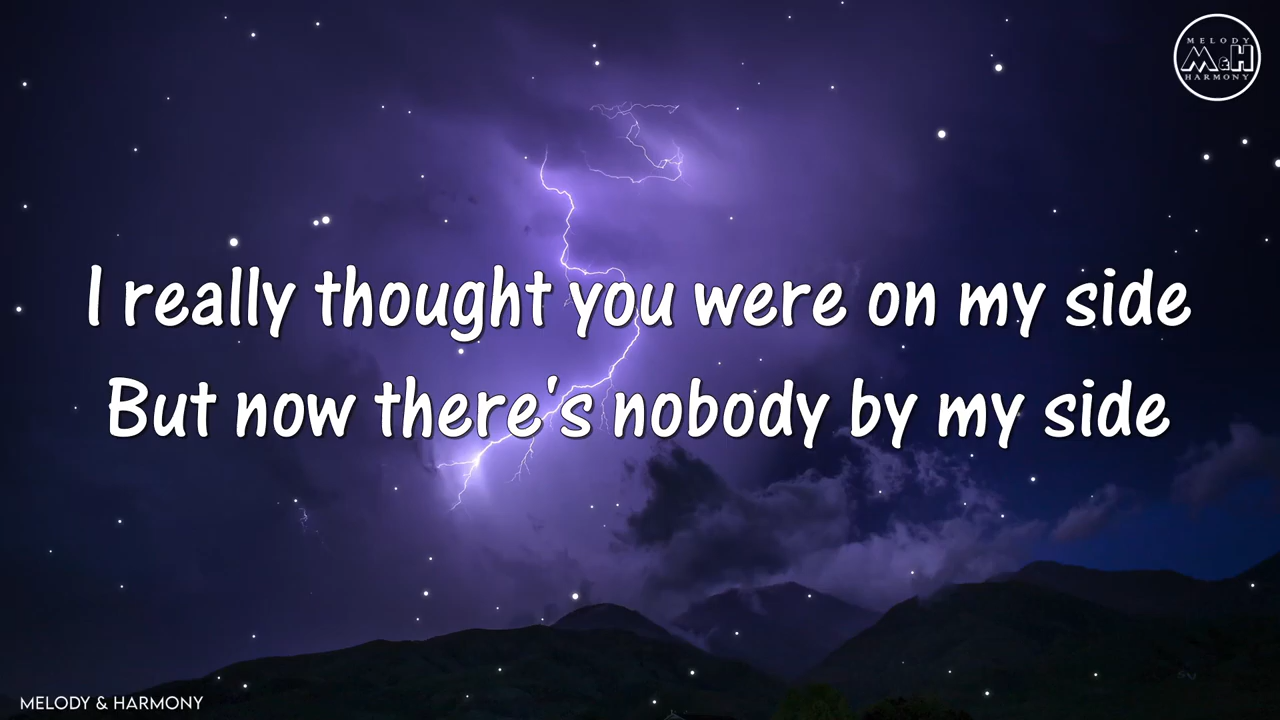 MELODY
M&H
HARMONY
I really thought you were on my side
But now there's nobody by my side
MELODY & HARMONY